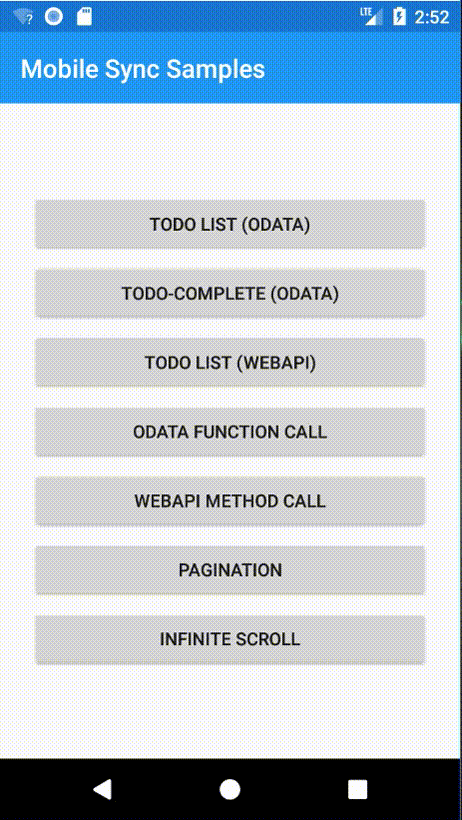 LTE 2:52
Mobile Sync Samples
TODO LIST (ODATA)
TODO-COMPLETE (ODATA)
TODO LIST (WEBAPI)
ODATA FUNCTION CALL
WEBAPI METHOD CALL
PAGINATION
INFINITE SCROLL